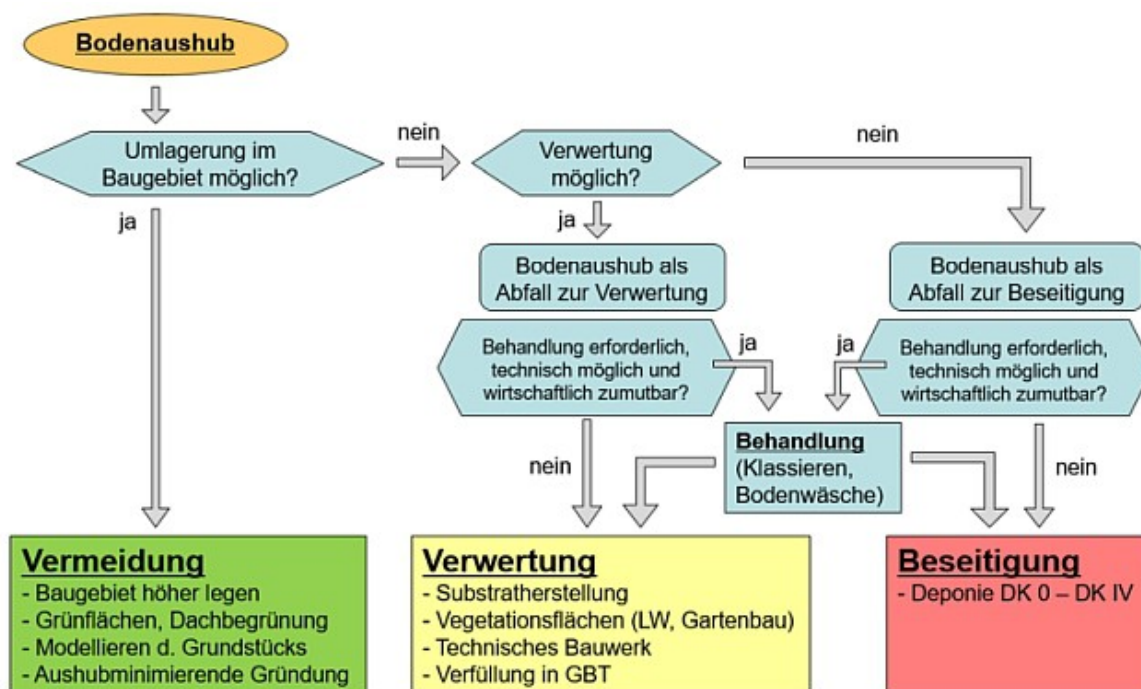 Bodenaushub
Umlagerung im
Baugebiet möglich?
nein
Verwertung
möglich?
nein
ja
ja
Bodenaushub als
Abfall zur Verwertung
Bodenaushub als
Abfall zur Beseitigung
Behandlung erforderlich,
technisch möglich und
wirtschaftlich zumutbar?
ja
ja
Behandlung erforderlich,
technisch möglich und
wirtschaftlich zumutbar?
nein
Behandlung
(Klassieren,
Bodenwäsche)
nein
Vermeidung
- Baugebiet höher legen
- Grünflächen, Dachbegrünung
- Modellieren d. Grundstücks
- Aushubminimierende Gründung
Verwertung
- Substratherstellung
- Vegetationsflächen (LW, Gartenbau)
- Technisches Bauwerk
- Verfüllung in GBT
Beseitigung
- Deponie DK 0 – DK IV